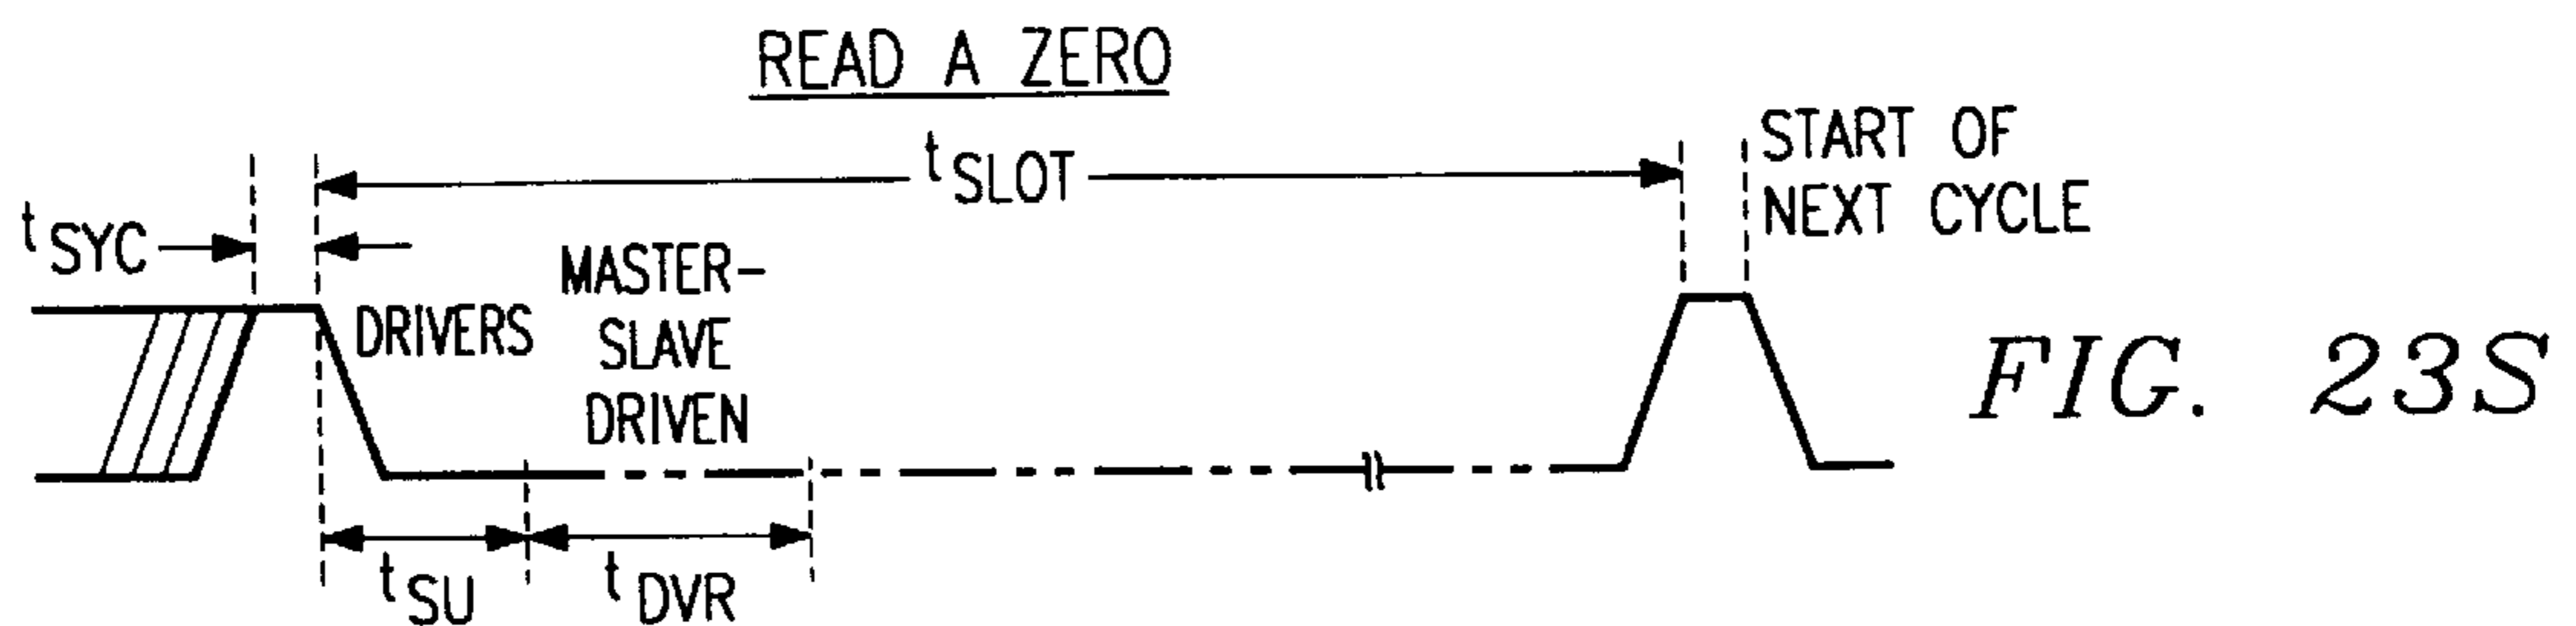 READ A ZERO
tSLOT
START OF
NEXT CYCLE
tSYC
DRIVERS
MASTER-
SLAVE
DRIVEN
tSU
tDVR
FIG. 23S